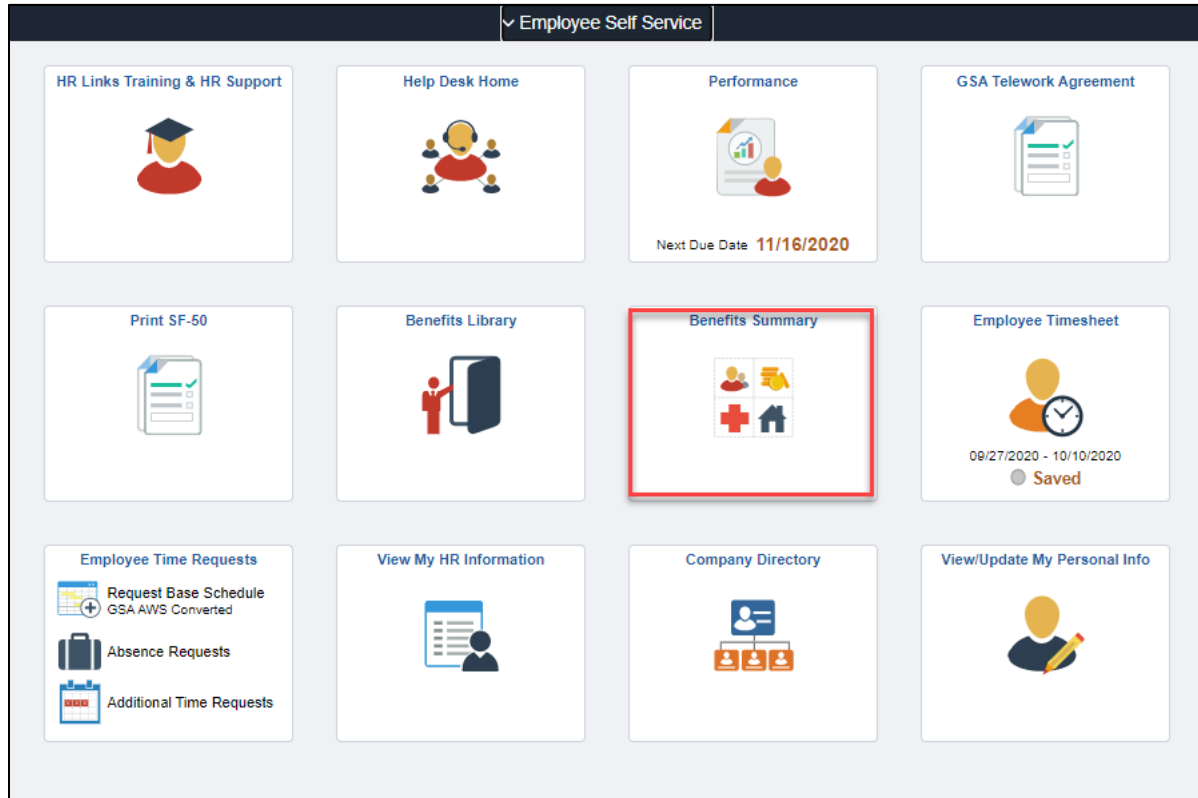 Employee Self Service
HR Links Training & HR Support
Help Desk Home
Performance
Next Due Date 11/16/2020
GSA Telework Agreement
Print SF-50
Benefits Library
Benefits Summary
Employee Timesheet
09/27/2020 - 10/10/2020
Saved
Employee Time Requests
Request Base Schedule
GSA AWS Converted
Absence Requests
Additional Time Requests
View My HR Information
Company Directory
View/Update My Personal Info